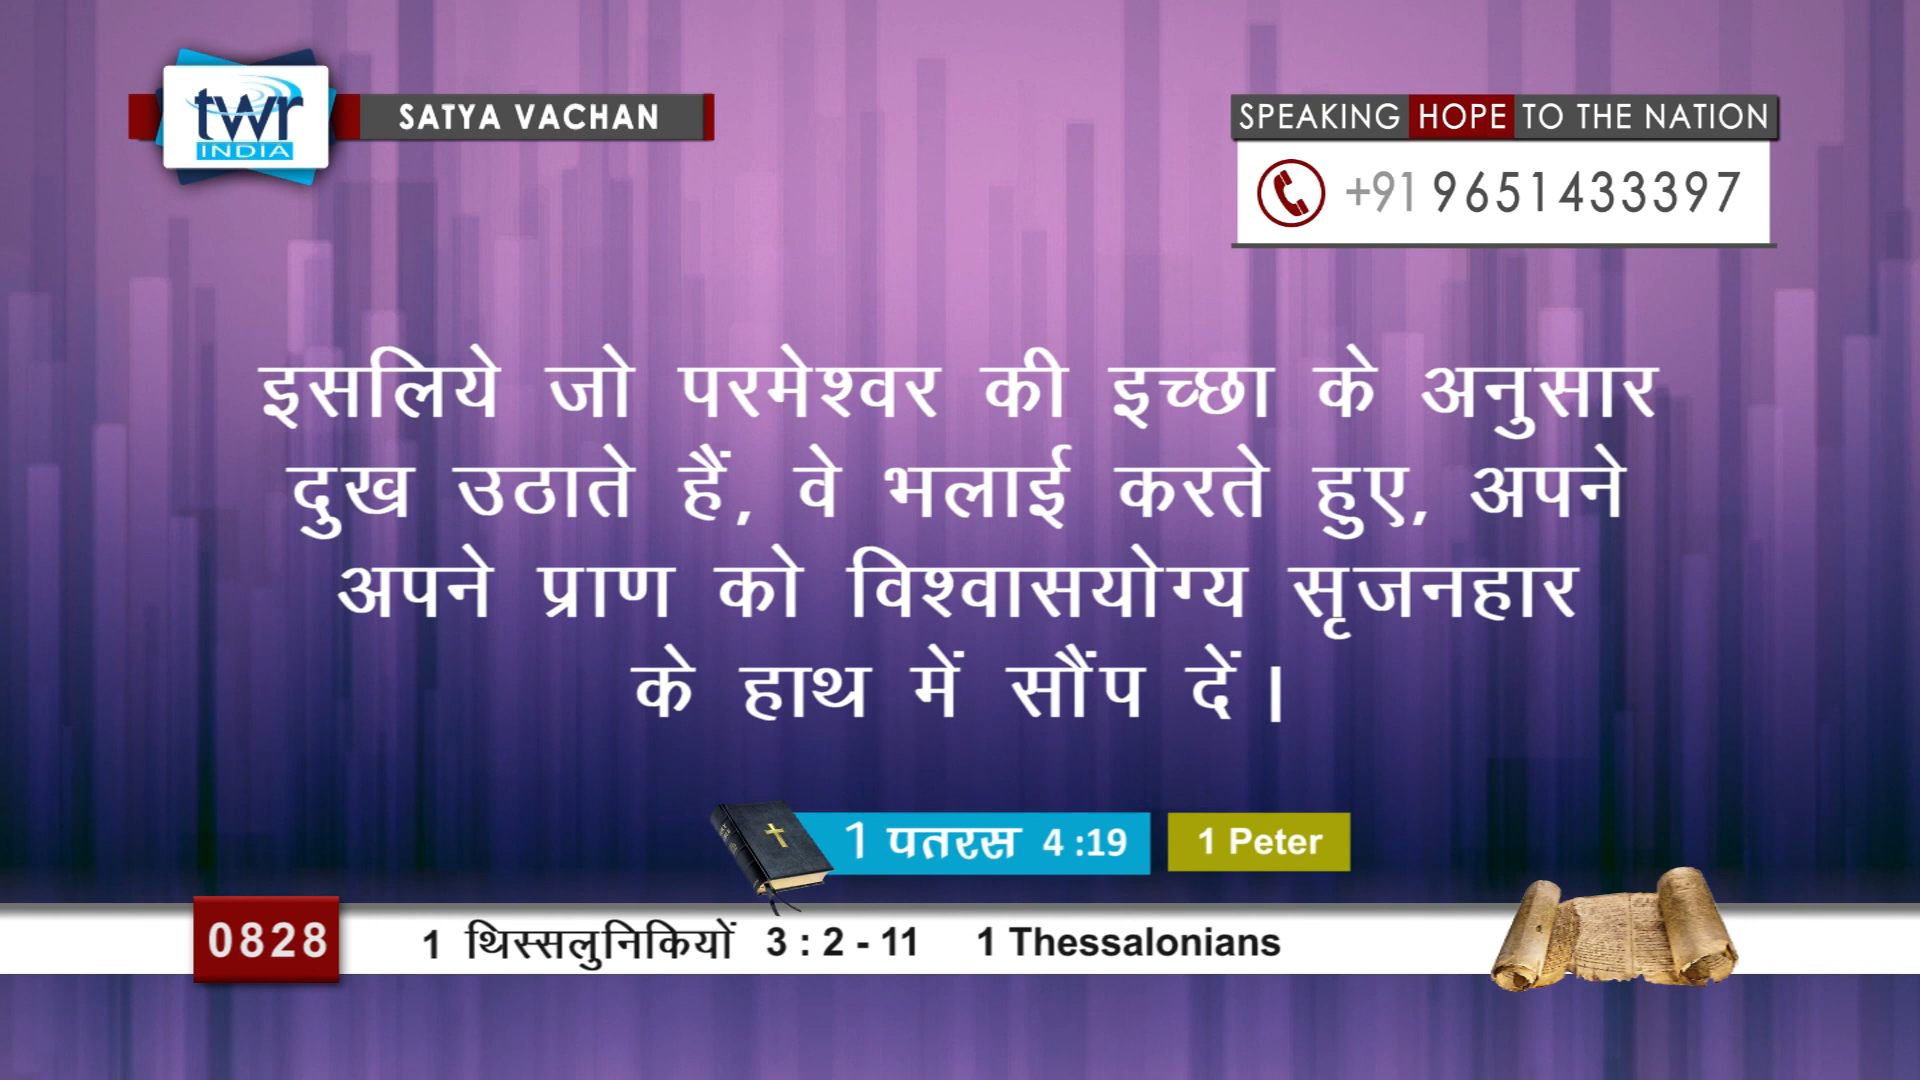 twr
INDIA
SATYA VACHAN
SPEAKING HOPE TO THE NATION
+91 9651433397
इसलिये जो परमेश्वर की इच्छा के अनुसार
दुख उठाते हैं, वे भलाई करते हुए, अपने
अपने प्राण को विश्वासयोग्य सृजनहार
के हाथ में सौंप दें।
1 पतरस 4 :19 1 Peter
0828 1 थिस्सलुनिकियों 3 : 2 - 11 1 Thessalonians